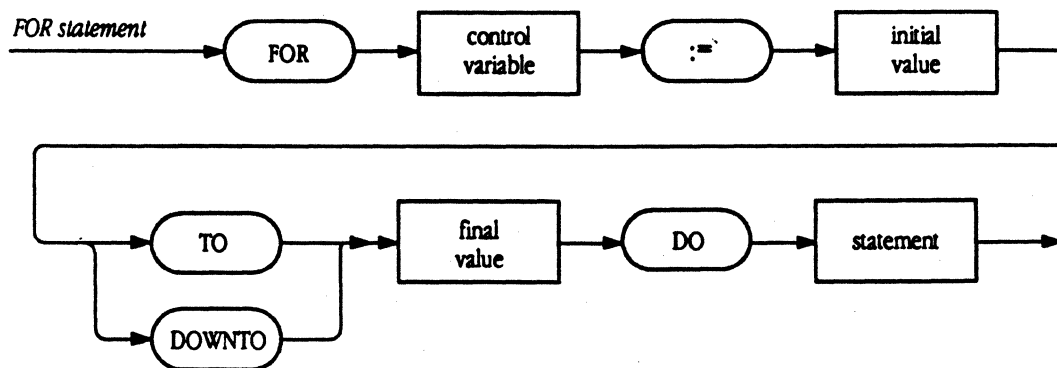 FOR statement
FOR
control
variable
:=
initial
value
TO
final
value
DO
statement
DOWNTO